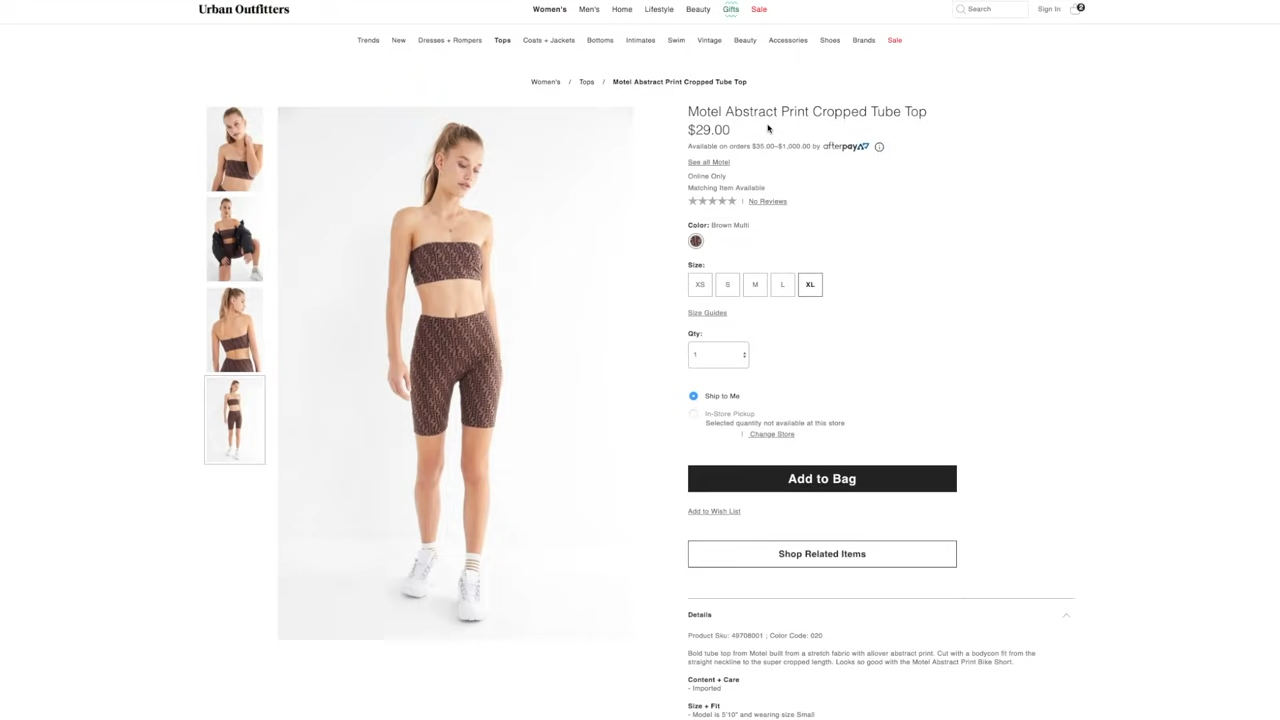 Urban Outfitters
Women's Men's Home Lifestyle Beauty Gifts Sale
Search Sign In 2
Trends New Dresses + Rompers Tops Coats + Jackets Bottoms Intimates Swim Vintage Beauty Accessories Shoes Brands Sale
Women's / Tops / Motel Abstract Print Cropped Tube Top
Motel Abstract Print Cropped Tube Top
$29.00
Available on orders $35.00–$1,000.00 by afterpay
See all Motel
Online Only
Matching Item Available
| No Reviews
Color: Brown Multi
Size:
XS S M L XL
Size Guides
Qty:
1
Ship to Me
In-Store Pickup
Selected quantity not available at this store
| Change Store
Add to Bag
Add to Wish List
Shop Related Items
Details
Product Sku: 49708001 ; Color Code: 020
Bold tube top from Motel built from a stretch fabric with allover abstract print. Cut with a bodycon fit from the
straight neckline to the super cropped length. Looks so good with the Motel Abstract Print Bike Short.
Content + Care
- Imported
Size + Fit
- Model is 5'10" and wearing size Small